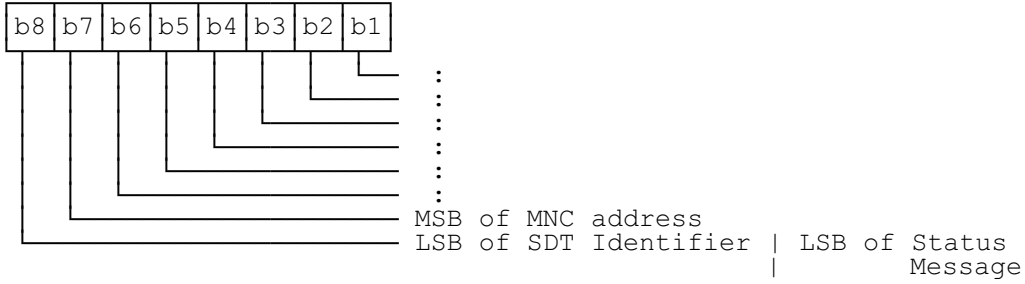 b8 b7 b6 b5 b4 b3 b2 b1
:
:
:
:
:
:
MSB of MNC address
LSB of SDT Identifier | LSB of Status
| Message